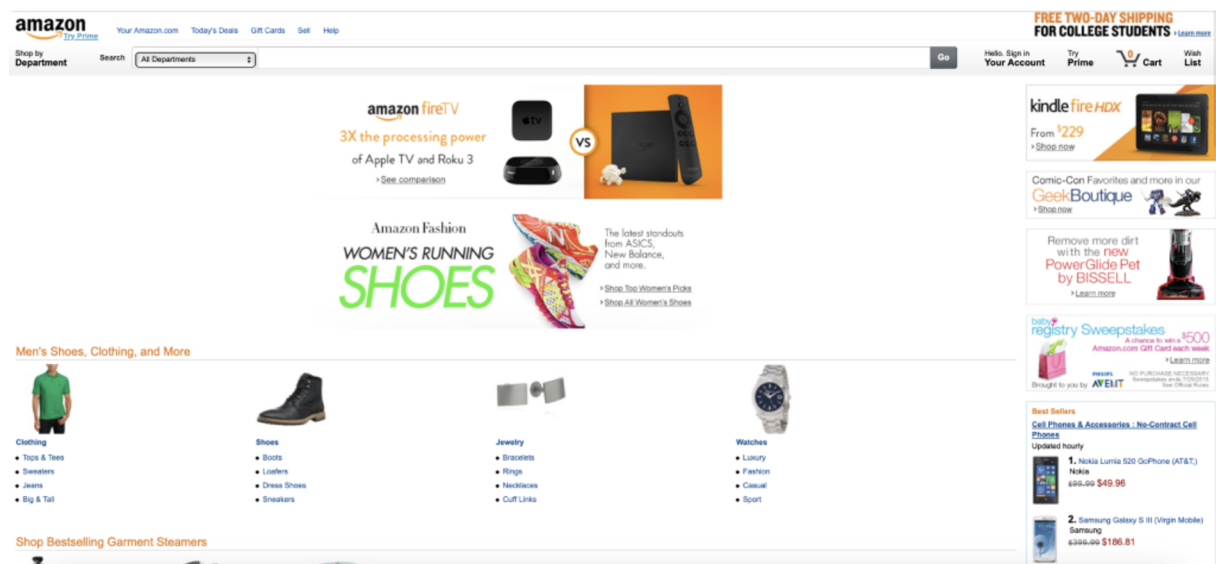 amazon
Try Prime
Your Amazon.com Today's Deals Gift Cards Sell Help
FREE TWO-DAY SHIPPING
FOR COLLEGE STUDENTS
Learn more
Shop by
Department
Search
All Departments
Go
Hello. Sign in
Your Account
Try
Prime
0
Cart
Wish
List
amazon fireTV
3X the processing power
of Apple TV and Roku 3
See comparison
tv
VS
Amazon Fashion
WOMEN'S RUNNING
SHOES
The latest standouts
from ASICS,
New Balance,
and more.
Shop Top Women's Picks
Shop All Women's Shoes
kindle fire HDX
From $229
Shop now
Comic-Con Favorites and more in our
GeekBoutique
Shop now
Remove more dirt
with the new
PowerGlide Pet
by BISSELL
Learn more
baby
registry Sweepstakes
A chance to win a $500
Amazon.com Gift Card each week
Learn more
Brought to you by
PHILIPS
AVENT
NO PURCHASE NECESSARY
See Official Rules
Men's Shoes, Clothing, and More
Clothing
Tops & Tees
Sweaters
Jeans
Big & Tall
Shoes
Boots
Loafers
Dress Shoes
Sneakers
Jewelry
Bracelets
Rings
Necklaces
Cuff Links
Watches
Luxury
Fashion
Casual
Sport
Best Sellers
Cell Phones & Accessories : No-Contract Cell
Phones
Updated hourly
1. Nokia Lumia 520 GoPhone (AT&T;)
Nokia
$99.99 $49.96
2. Samsung Galaxy S III (Virgin Mobile)
Samsung
$399.99 $186.81
Shop Bestselling Garment Steamers